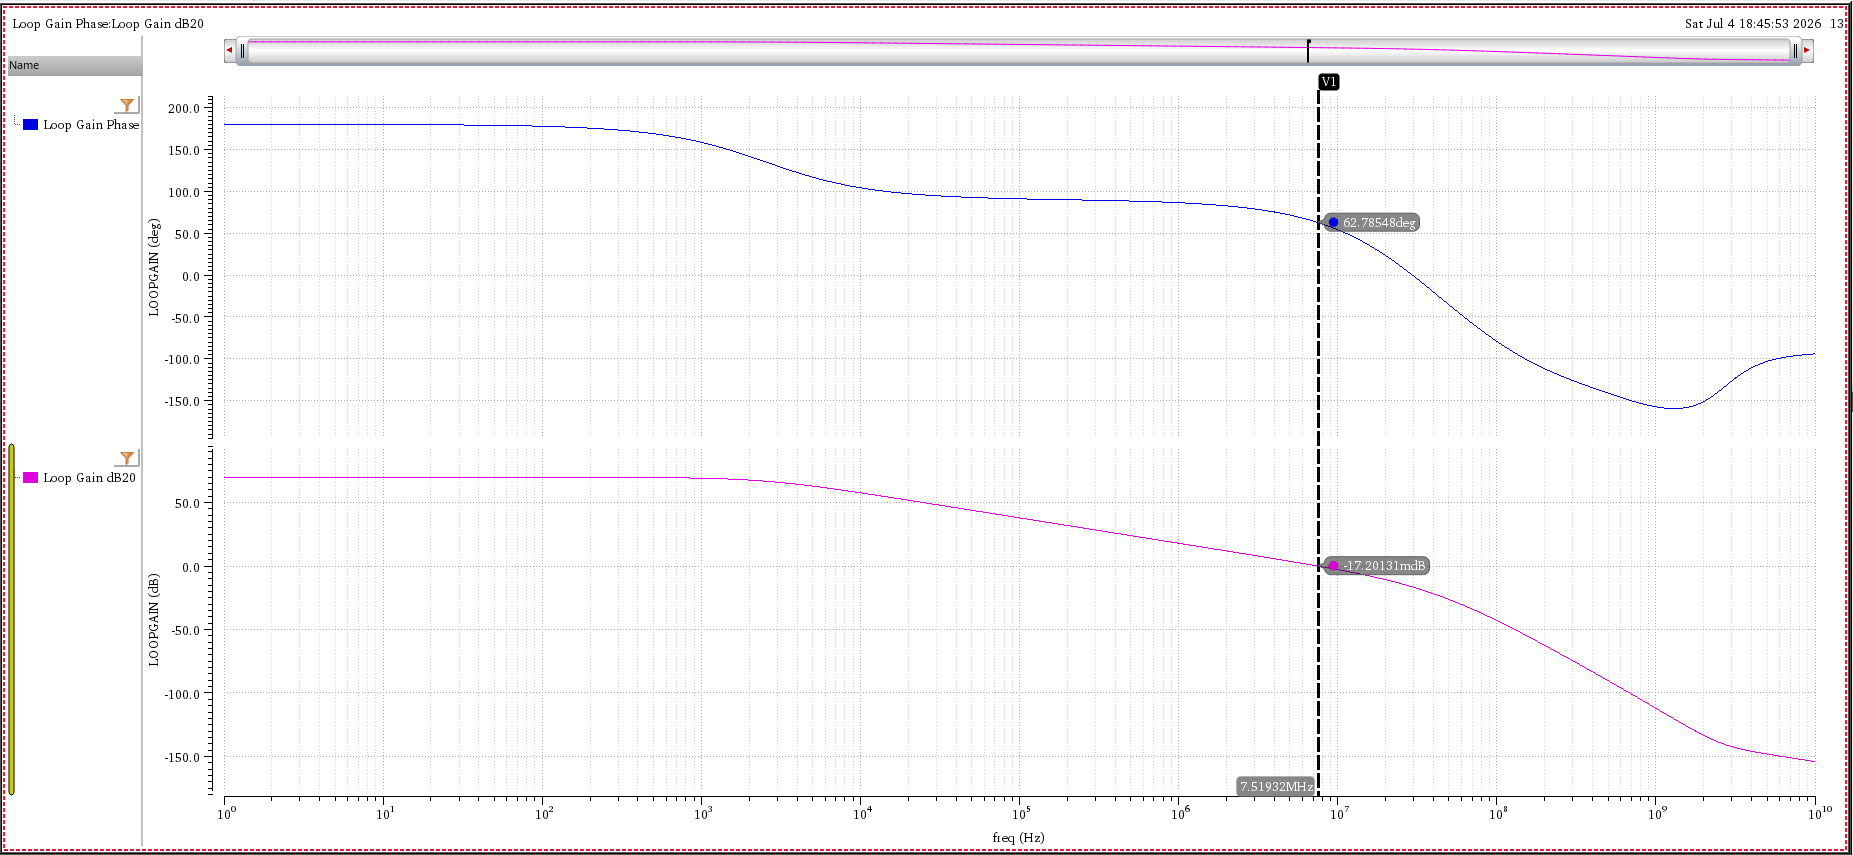 Loop Gain Phase:Loop Gain dB20
Sat Jul 4 18:45:53 2026 13
Name
V1
Loop Gain Phase
LOOPGAIN (deg)
200.0
150.0
100.0
50.0
0.0
-50.0
-100.0
-150.0
62.78548deg
Loop Gain dB20
LOOPGAIN (dB)
50.0
0.0
-50.0
-100.0
-150.0
-17.20131mdB
7.51932MHz
10⁰ 10¹ 10² 10³ 10⁴ 10⁵ 10⁶ 10⁷ 10⁸ 10⁹ 10¹⁰
freq (Hz)